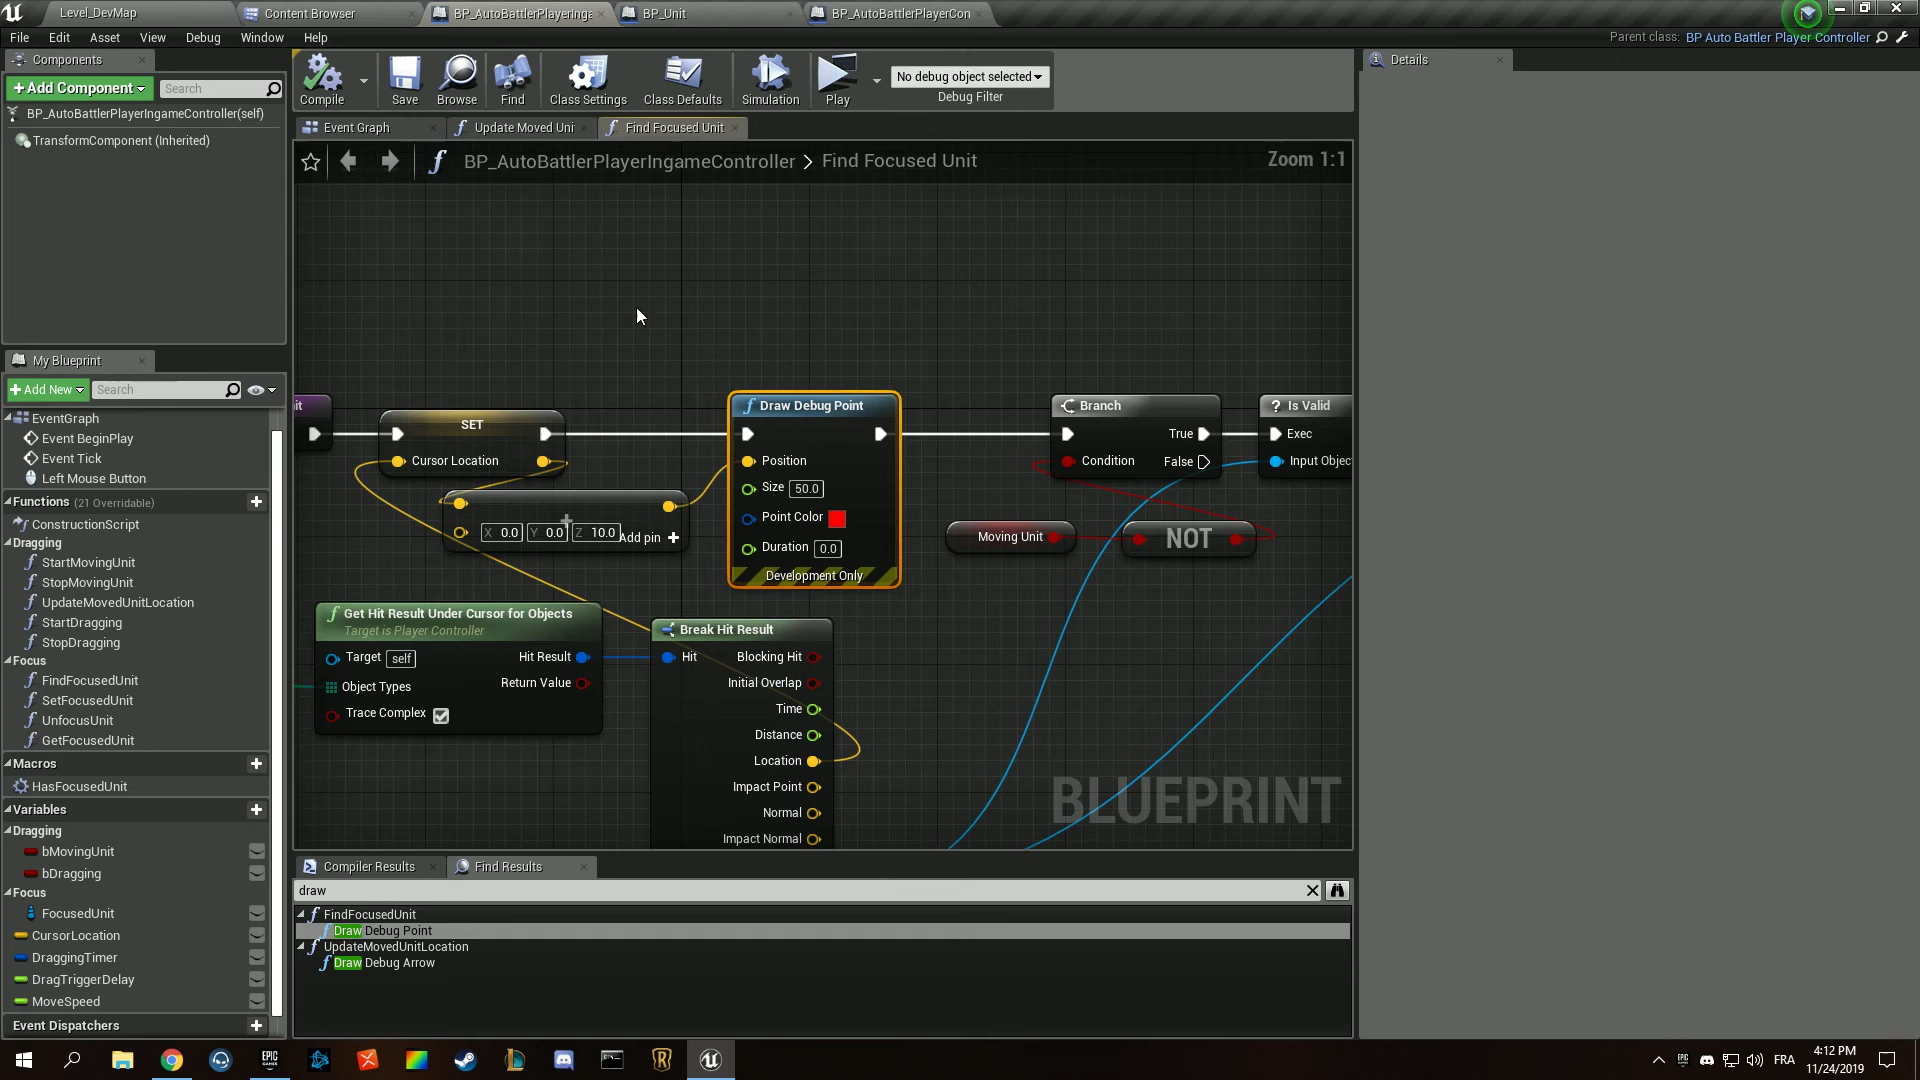 Level_DevMap
Content Browser
BP_AutoBattlerPlayerInga
BP_Unit
BP_AutoBattlerPlayerCon
File Edit Asset View Debug Window Help
Parent class: BP Auto Battler Player Controller
Components
+Add Component
Search
BP_AutoBattlerPlayerIngameController(self)
TransformComponent (Inherited)
Compile
Save
Browse
Find
Class Settings
Class Defaults
Simulation
Play
No debug object selected
Debug Filter
Details
Event Graph
Update Moved Uni
Find Focused Unit
BP_AutoBattlerPlayerIngameController > Find Focused Unit
Zoom 1:1
My Blueprint
+Add New
Search
EventGraph
Event BeginPlay
Event Tick
Left Mouse Button
Functions (21 Overridable)
ConstructionScript
Dragging
StartMovingUnit
StopMovingUnit
UpdateMovedUnitLocation
StartDragging
StopDragging
Focus
FindFocusedUnit
SetFocusedUnit
UnfocusUnit
GetFocusedUnit
Macros
HasFocusedUnit
Variables
Dragging
bMovingUnit
bDragging
Focus
FocusedUnit
CursorLocation
DraggingTimer
DragTriggerDelay
MoveSpeed
Event Dispatchers
it
SET
Cursor Location
X 0.0 Y 0.0 Z 10.0
Add pin +
Draw Debug Point
Position
Size 50.0
Point Color
Duration 0.0
Development Only
Branch
True
Condition
False
Is Valid
Exec
Input Objec
Moving Unit
NOT
Get Hit Result Under Cursor for Objects
Target is Player Controller
Target self
Hit Result
Object Types
Return Value
Trace Complex
Break Hit Result
Hit
Blocking Hit
Initial Overlap
Time
Distance
Location
Impact Point
Normal
Impact Normal
BLUEPRINT
Compiler Results
Find Results
draw
FindFocusedUnit
Draw Debug Point
UpdateMovedUnitLocation
Draw Debug Arrow
EPIC GAMES
FRA
4:12 PM
11/24/2019